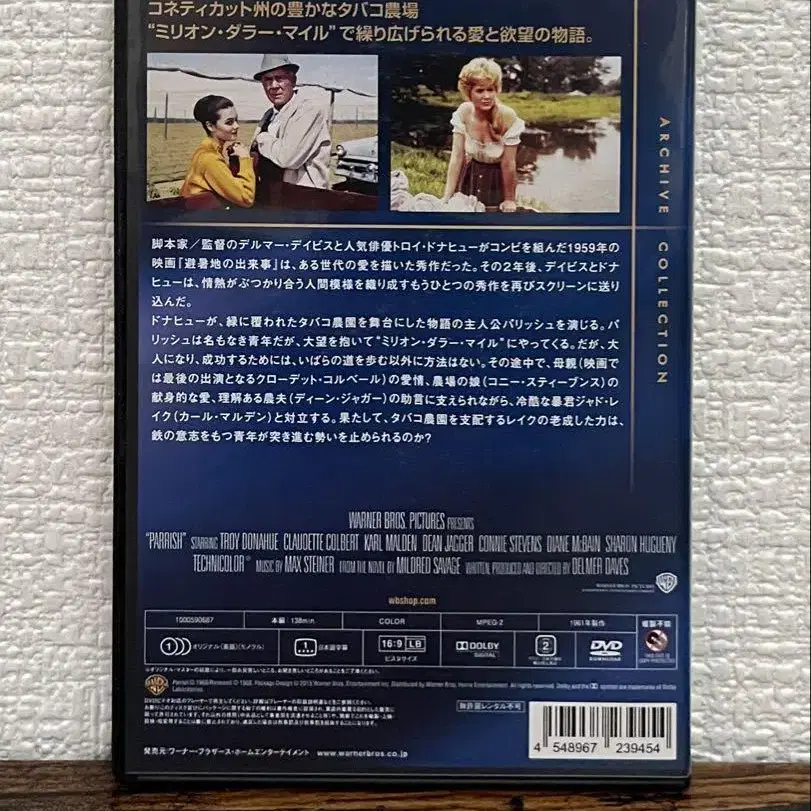 コネティカット州の豊かなタバコ農場
“ミリオン・ダラー・マイル”で繰り広げられる愛と欲望の物語。
ARCHIVE COLLECTION
脚本家／監督のデルマー・デイビスと人気俳優トロイ・ドナヒューがコンビを組んだ1959年の
映画『避暑地の出来事』は、ある世代の愛を描いた秀作だった。その2年後、デイビスとドナ
ヒューは、情熱がぶつかり合う人間模様を織り成すもうひとつの秀作を再びスクリーンに送り
込んだ。
ドナヒューが、緑に覆われたタバコ農園を舞台にした物語の主人公パリッシュを演じる。パ
リッシュは名もなき青年だが、大望を抱いて“ミリオン・ダラー・マイル”にやってくる。だが、大
人になり、成功するためには、いばらの道を歩む以外に方法はない。その途中で、母親（映画で
は最後の出演となるクローデット・コルベール）の愛情、農場の娘（コニー・スティーブンス）の
献身的な愛、理解ある農夫（ディーン・ジャガー）の助言に支えられながら、冷酷な暴君ジャド・レ
イク（カール・マルデン）と対立する。果たして、タバコ農園を支配するレイクの老成した力は、
鉄の意志をもつ青年が突き進む勢いを止められるのか?
WARNER BROS. PICTURES PRESENTS
"PARRISH" STARRING TROY DONAHUE CLAUDETTE COLBERT KARL MALDEN DEAN JAGGER CONNIE STEVENS DIANE McBAIN SHARON HUGUENY
TECHNICOLOR® MUSIC BY MAX STEINER FROM THE NOVEL BY MILDRED SAVAGE WRITTEN, PRODUCED AND DIRECTED BY DELMER DAVES
wbshop.com
1000590687 本編：138min COLOR MPEG-2 1961年製作 複製不能
1 オリジナル（英語）（モノラル） 1 日本語字幕 16:9 LB ビスタサイズ DOLBY DIGITAL 2 DVD
発売元：ワーナー・ブラザース・ホームエンターテイメント www.warnerbros.co.jp
無許可レンタル不可
4 548967 239454